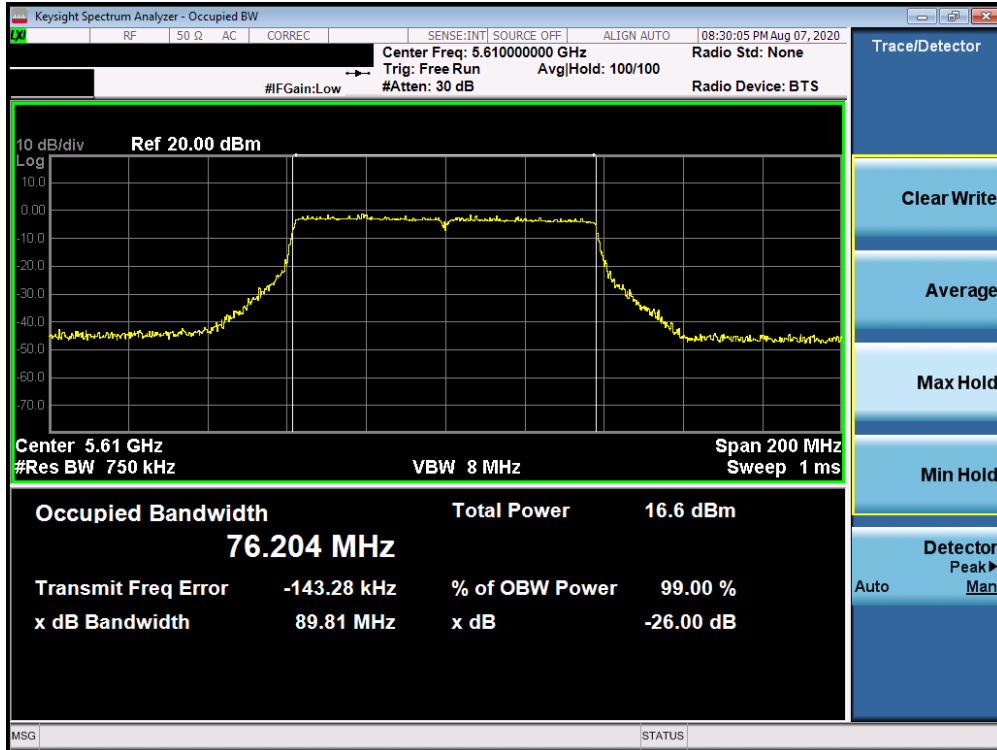 Keysight Spectrum Analyzer - Occupied BW
LXI RF 50 Ω AC CORREC SENSE:INT SOURCE OFF ALIGN AUTO 08:30:05 PM Aug 07, 2020
Center Freq: 5.610000000 GHz Radio Std: None
Trig: Free Run Avg|Hold: 100/100
#IFGain:Low #Atten: 30 dB Radio Device: BTS
10 dB/div Ref 20.00 dBm
Log
10.0
0.00
-10.0
-20.0
-30.0
-40.0
-50.0
-60.0
-70.0
Center 5.61 GHz Span 200 MHz
#Res BW 750 kHz VBW 8 MHz Sweep 1 ms
Occupied Bandwidth Total Power 16.6 dBm
76.204 MHz
Transmit Freq Error -143.28 kHz % of OBW Power 99.00 %
x dB Bandwidth 89.81 MHz x dB -26.00 dB
MSG STATUS
Trace/Detector
Clear Write
Average
Max Hold
Min Hold
Detector
Peak▶
Auto Man